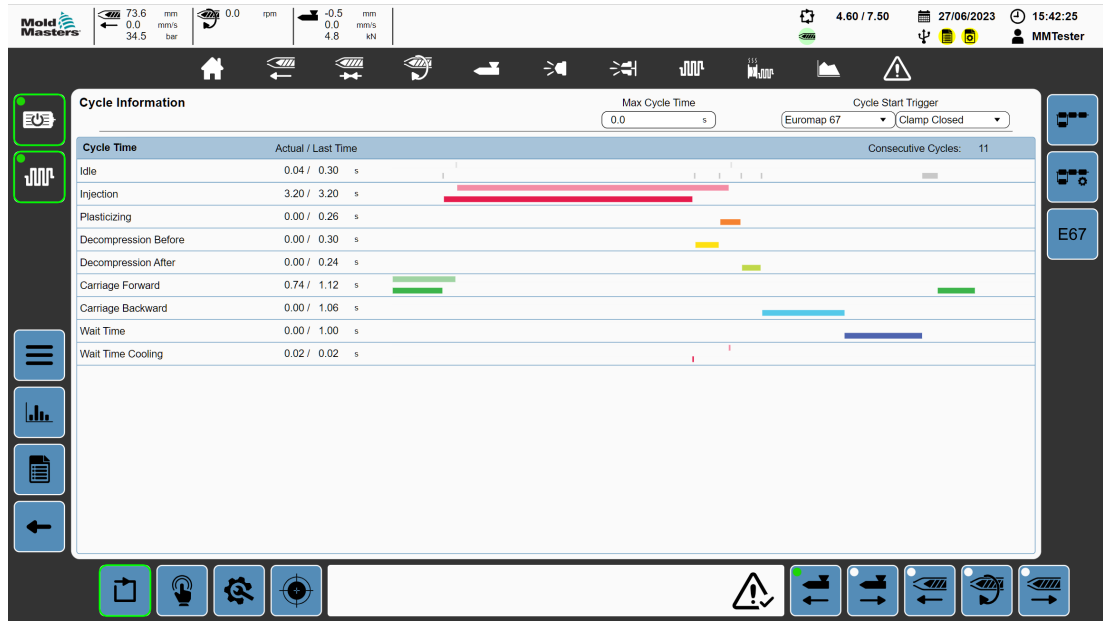 Mold
Masters
73.6 mm
0.0 mm/s
34.5 bar
0.0 rpm
-0.5 mm
0.0 mm/s
4.8 kN
4.60 / 7.50
27/06/2023
15:42:25
MMTester
Cycle Information
Max Cycle Time
0.0 s
Cycle Start Trigger
Euromap 67
Clamp Closed
Cycle Time Actual / Last Time Consecutive Cycles: 11
Idle 0.04 / 0.30 s
Injection 3.20 / 3.20 s
Plasticizing 0.00 / 0.26 s
Decompression Before 0.00 / 0.30 s
Decompression After 0.00 / 0.24 s
Carriage Forward 0.74 / 1.12 s
Carriage Backward 0.00 / 1.06 s
Wait Time 0.00 / 1.00 s
Wait Time Cooling 0.02 / 0.02 s
E67